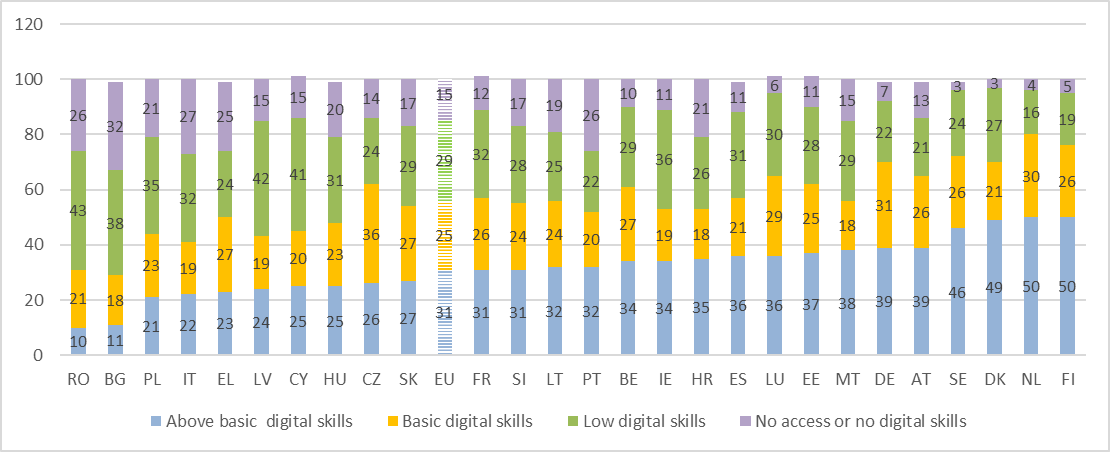 120
100
80
60
40
20
0
26 32 21 27 25 15 15 20 14 17 15 12 17 19 26 10 11 21 11 6 11 15 7 13 3 3 4 5
43 38 35 32 24 42 41 31 24 29 29 32 28 25 22 29 36 26 31 30 28 29 22 21 24 27 16 19
21 18 23 19 27 19 20 23 36 27 25 26 24 24 20 27 19 18 21 29 25 18 31 26 26 21 30 26
10 11 21 22 23 24 25 25 26 27 31 31 31 32 32 34 34 35 36 36 37 38 39 39 46 49 50 50
RO BG PL IT EL LV CY HU CZ SK EU FR SI LT PT BE IE HR ES LU EE MT DE AT SE DK NL FI
Above basic  digital skills Basic digital skills Low digital skills No access or no digital skills